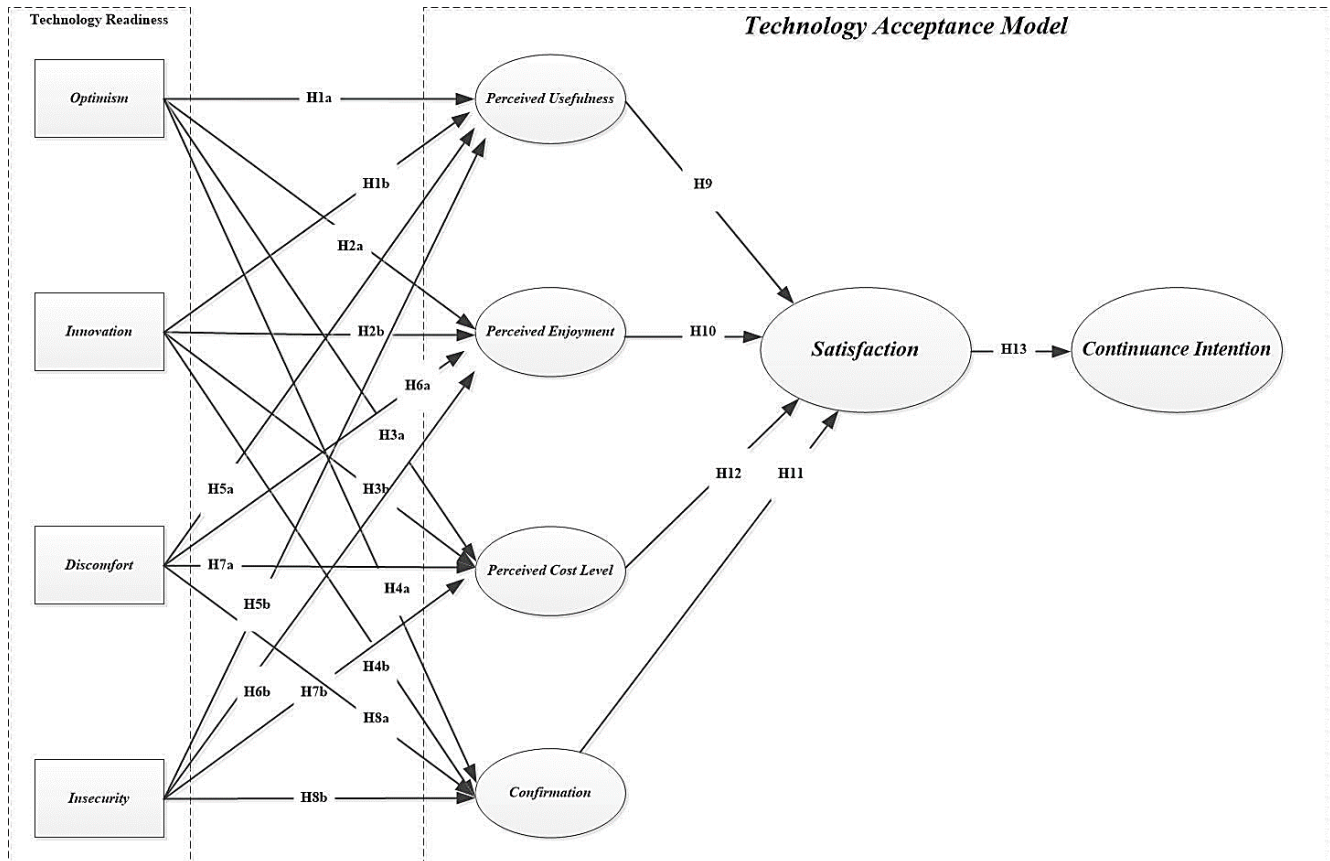 Technology Readiness
Technology Acceptance Model
Optimism
H1a
Perceived Usefulness
H1b
H9
H2a
Innovation
H2b
Perceived Enjoyment
H10
Satisfaction
H13
Continuance Intention
H6a
H3a
H12
H11
H5a
H3b
Discomfort
H7a
Perceived Cost Level
H4a
H5b
H4b
H6b
H7b
H8a
Insecurity
H8b
Confirmation